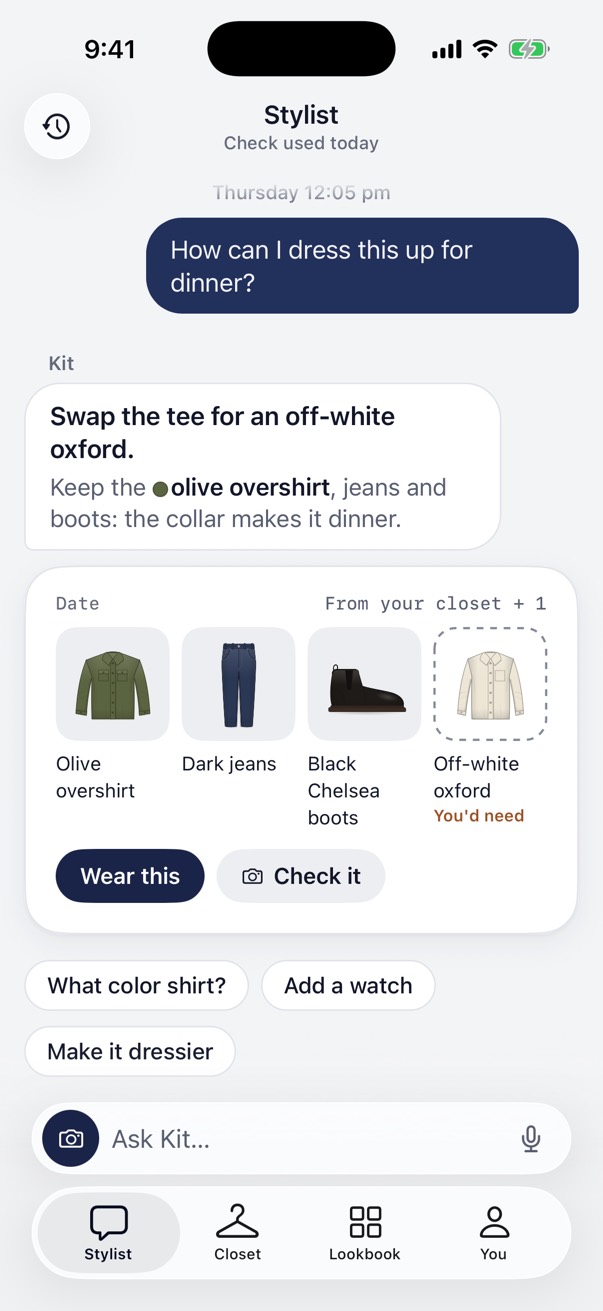 9:41
Stylist
Check used today
Thursday 12:05 pm
How can I dress this up for
dinner?
Kit
Swap the tee for an off-white
oxford.
Keep the olive overshirt, jeans and
boots: the collar makes it dinner.
Date
From your closet + 1
Olive
overshirt
Dark jeans
Black
Chelsea
boots
Off-white
oxford
You'd need
Wear this
Check it
What color shirt?
Add a watch
Make it dressier
Ask Kit...
Stylist
Closet
Lookbook
You